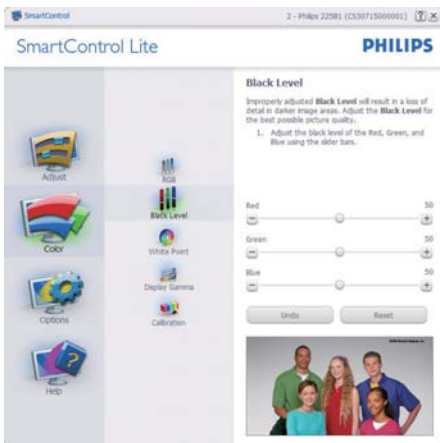 SmartControl
2 - Philips 225B1 (CS30715000001)
SmartControl Lite
PHILIPS
Adjust
Color
Options
Help
RGB
Black Level
White Point
Display Gamma
Calibration
Black Level
Improperly adjusted Black Level will result in a loss of
detail in darker image areas. Adjust the Black Level for
the best possible picture quality.
1. Adjust the black level of the Red, Green, and
Blue using the slider bars.
Red 50
Green 50
Blue 50
Undo Reset